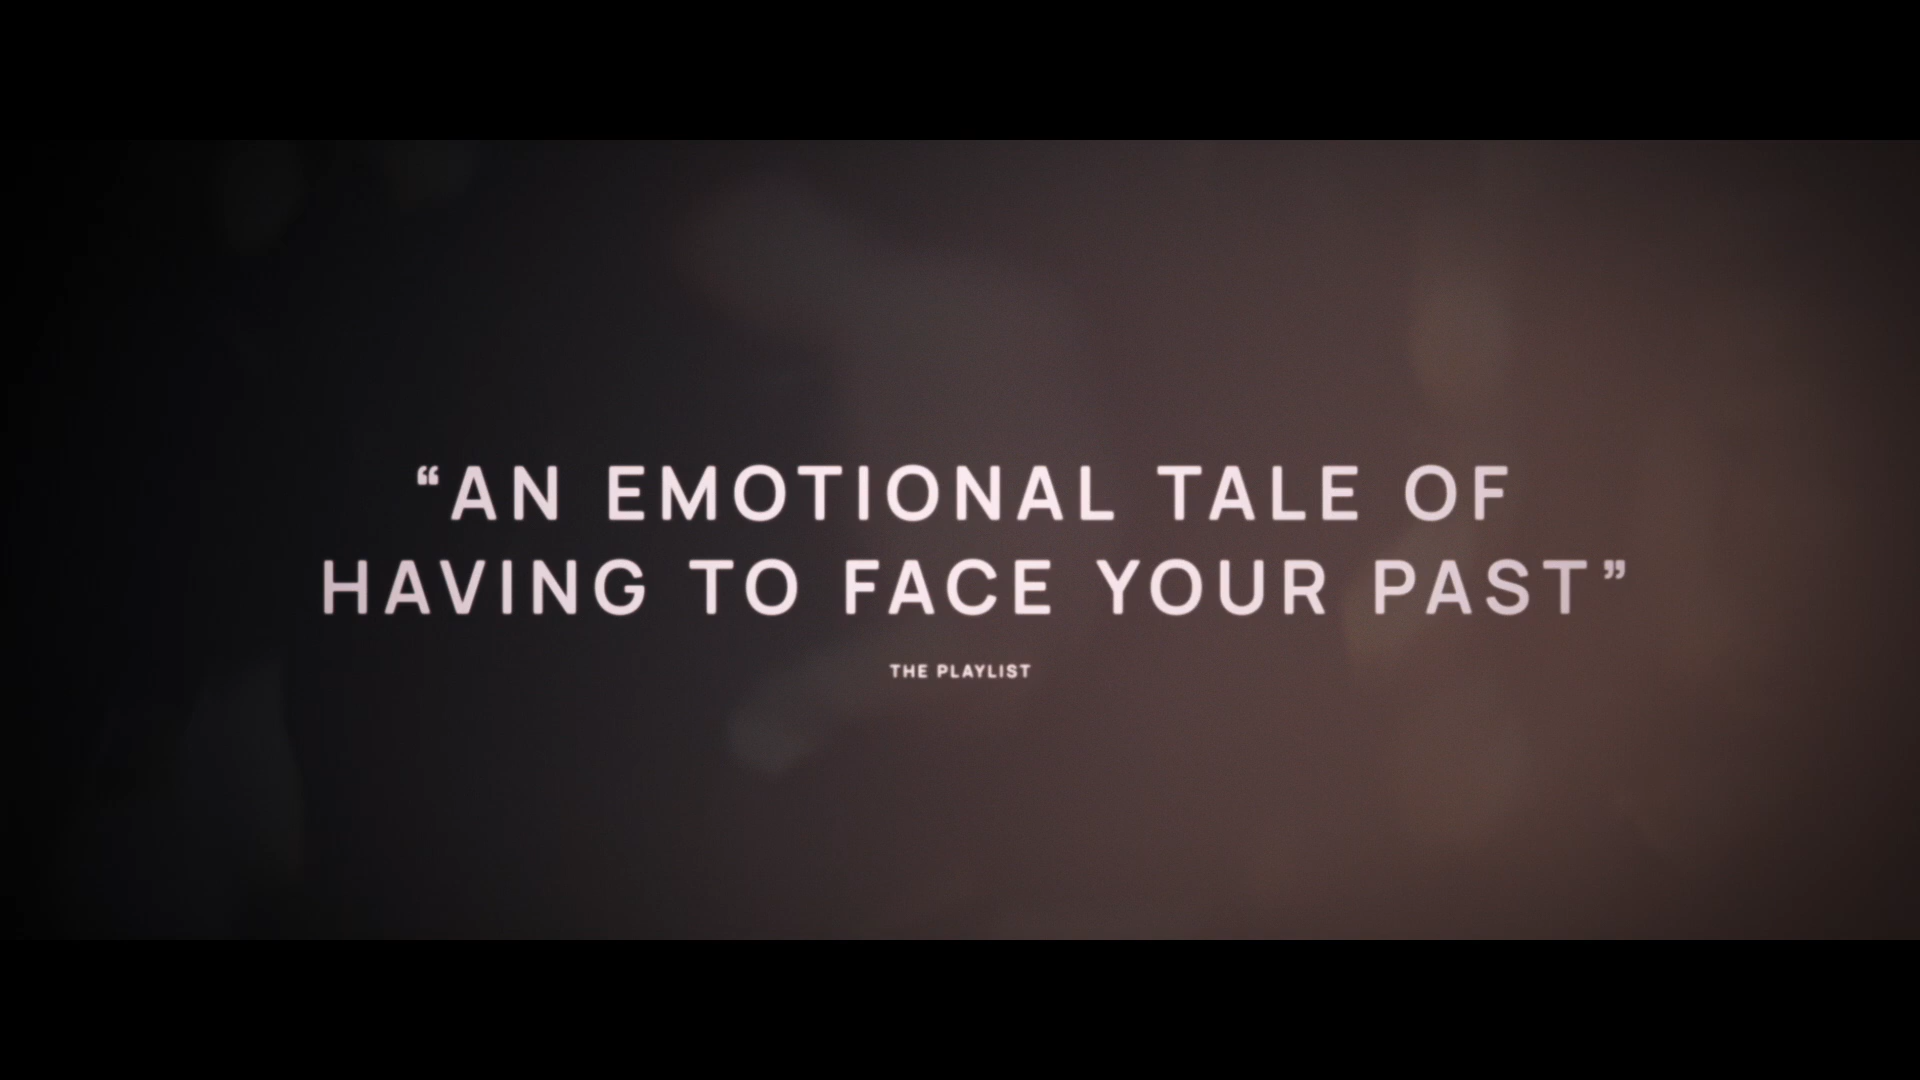 “AN EMOTIONAL TALE OF
HAVING TO FACE YOUR PAST”
THE PLAYLIST